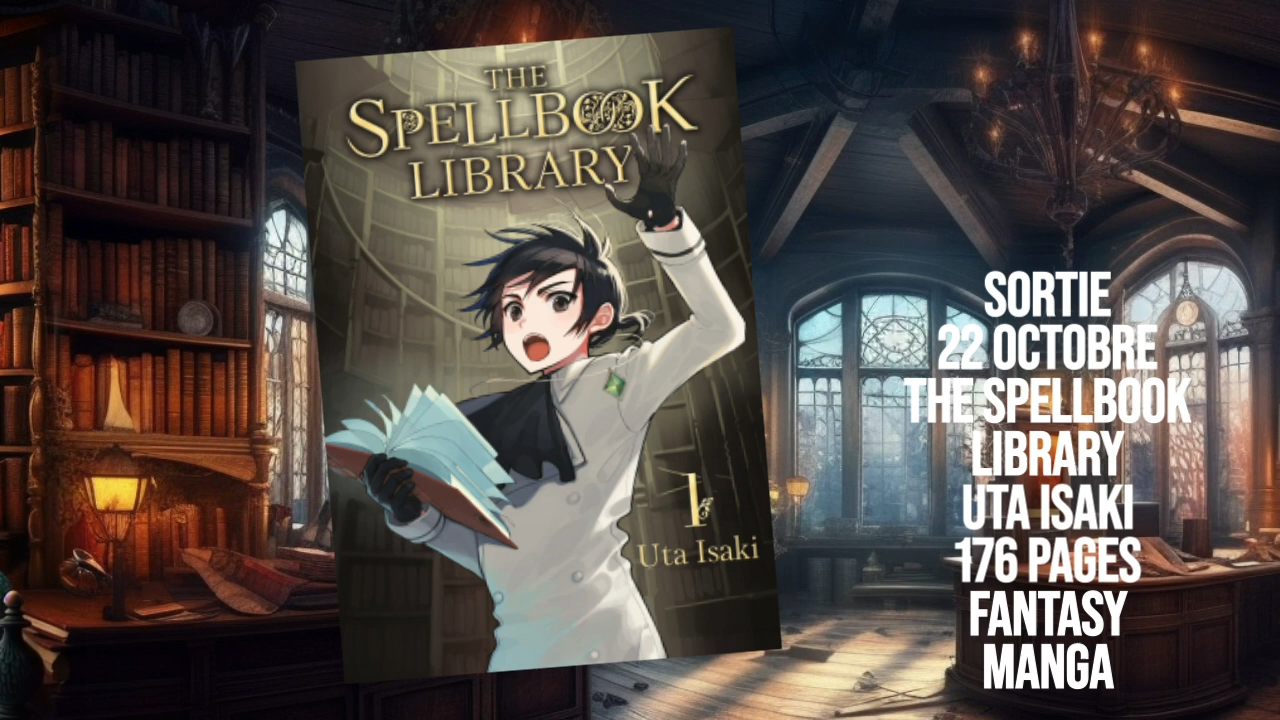 THE
SPELLBOOK
LIBRARY
1
Uta Isaki
SORTIE
22 OCTOBRE
THE SPELLBOOK
LIBRARY
UTA ISAKI
176 PAGES
FANTASY
MANGA